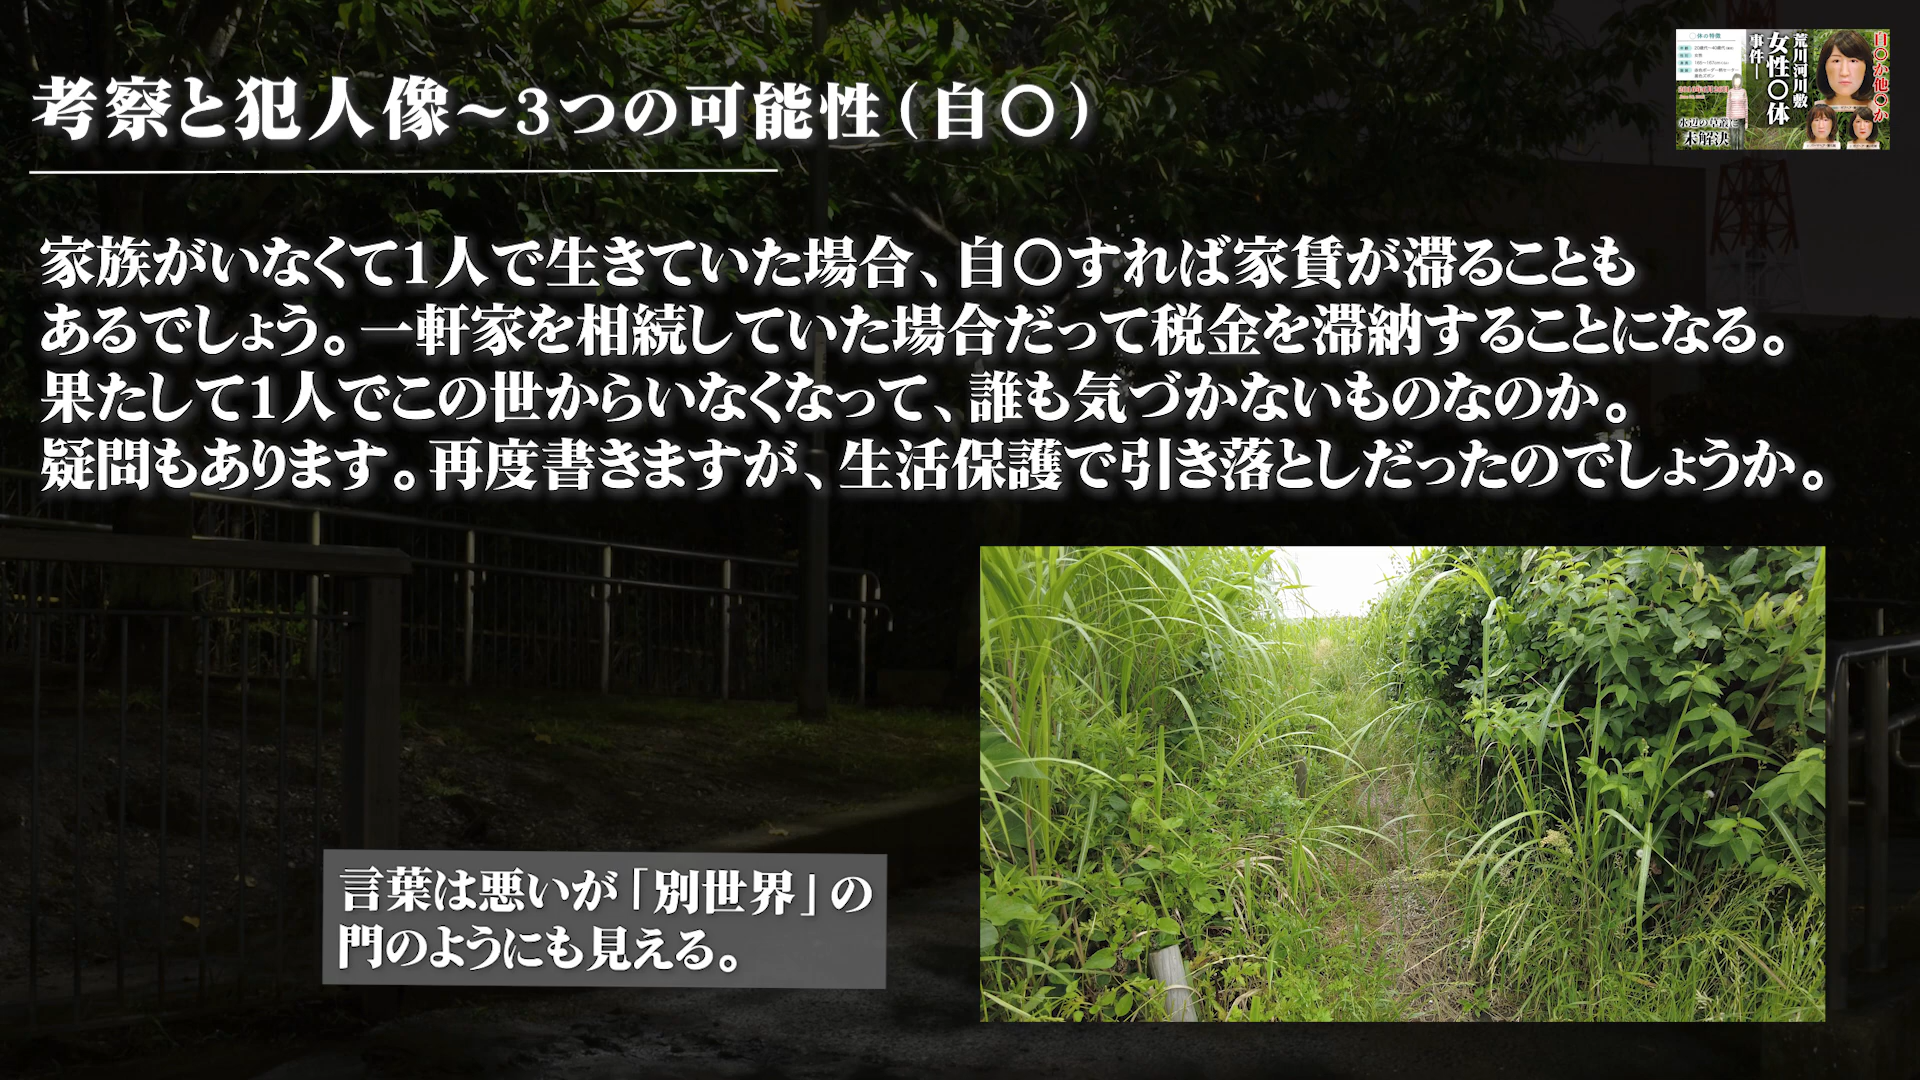 考察と犯人像～3つの可能性（自〇）
家族がいなくて1人で生きていた場合、自〇すれば家賃が滞ることも
あるでしょう。一軒家を相続していた場合だって税金を滞納することになる。
果たして1人でこの世からいなくなって、誰も気づかないものなのか。
疑問もあります。再度書きますが、生活保護で引き落としだったのでしょうか。
言葉は悪いが「別世界」の
門のようにも見える。
荒川河川敷
女性〇体
事件
自〇か他〇か
未解決